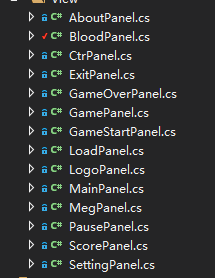 View
C# AboutPanel.cs
C# BloodPanel.cs
C# CtrPanel.cs
C# ExitPanel.cs
C# GameOverPanel.cs
C# GamePanel.cs
C# GameStartPanel.cs
C# LoadPanel.cs
C# LogoPanel.cs
C# MainPanel.cs
C# MegPanel.cs
C# PausePanel.cs
C# ScorePanel.cs
C# SettingPanel.cs